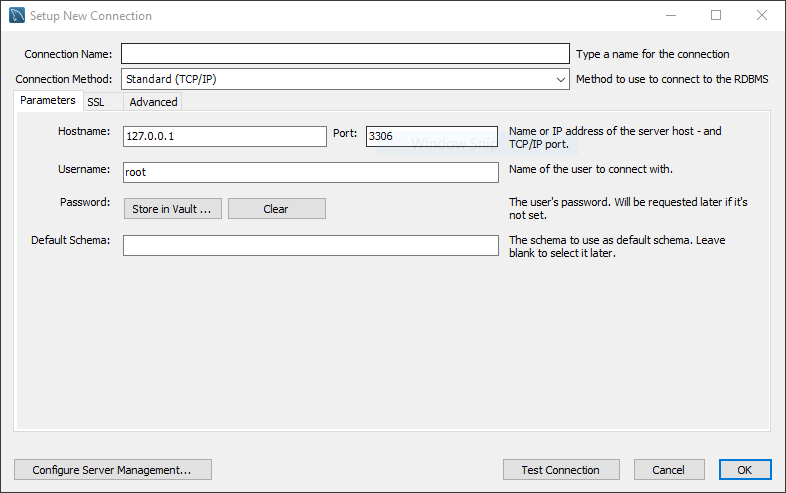 Setup New Connection
Connection Name: Type a name for the connection
Connection Method: Standard (TCP/IP) Method to use to connect to the RDBMS
Parameters SSL Advanced
Hostname: 127.0.0.1 Port: 3306 Name or IP address of the server host - and
TCP/IP port.
Window Snip
Username: root Name of the user to connect with.
Password: Store in Vault ... Clear The user's password. Will be requested later if it's
not set.
Default Schema: The schema to use as default schema. Leave
blank to select it later.
Configure Server Management... Test Connection Cancel OK